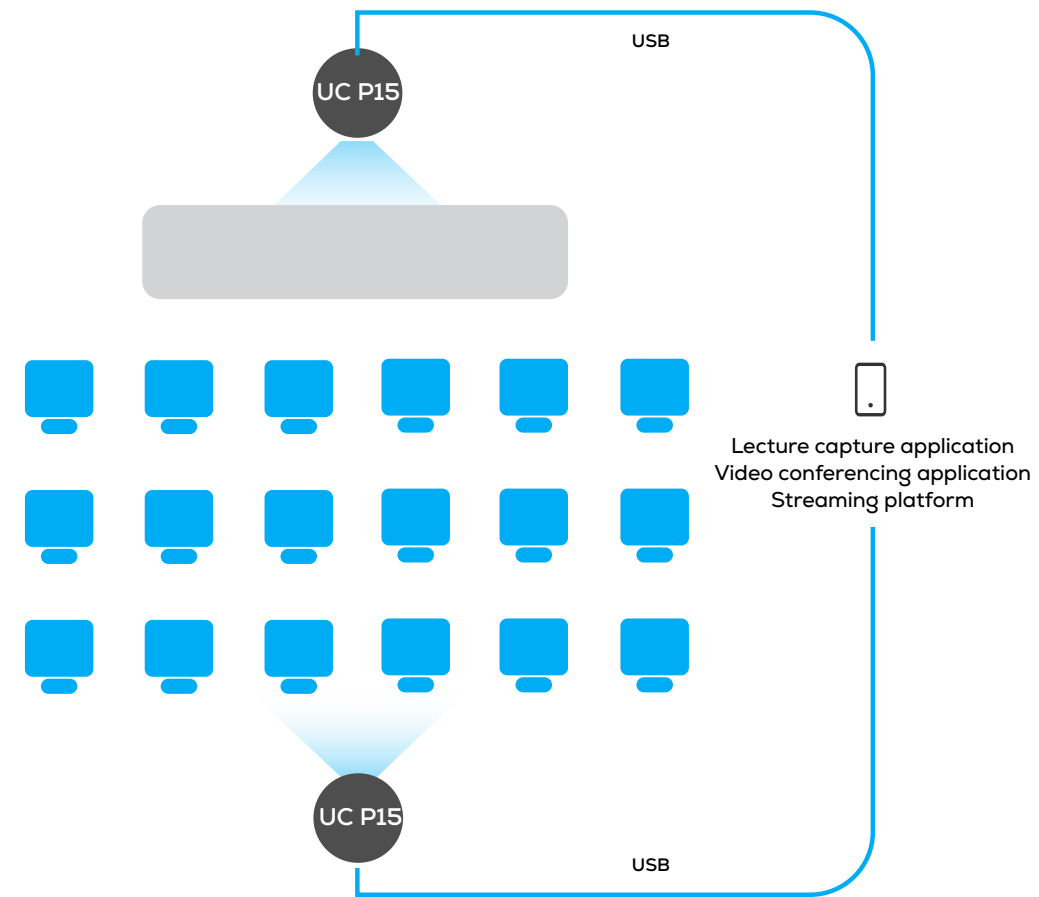 USB
UC P15
Lecture capture application
Video conferencing application
Streaming platform
UC P15
USB